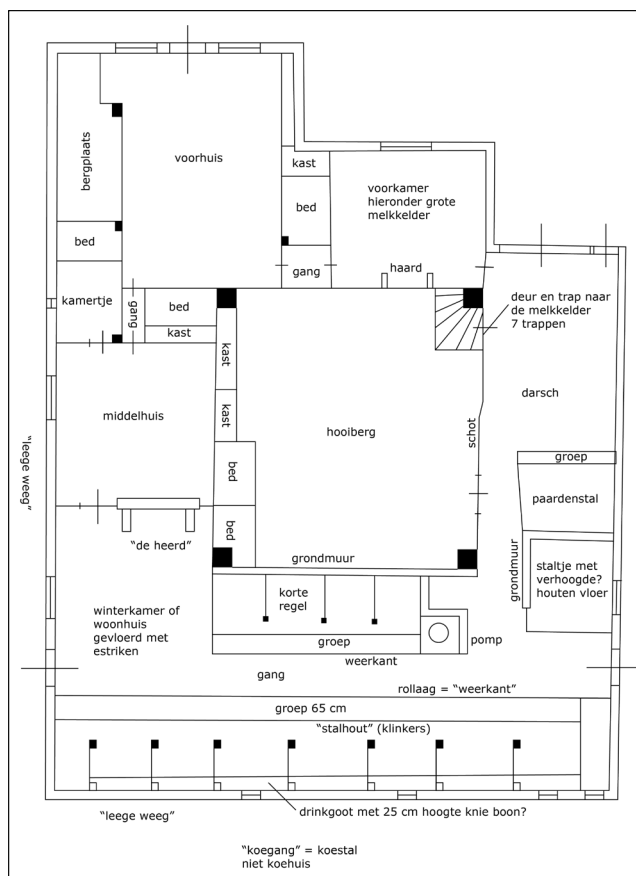 bergplaats
voorhuis
kast
bed
gang
voorkamer
hieronder grote
melkkelder
haard
bed
kamertje
gang
bed
kast
deur en trap naar
de melkkelder
7 trappen
kast
kast
middelhuis
hooiberg
schot
darsch
"leege weeg"
bed
bed
groep
paardenstal
"de heerd"
grondmuur
grondmuur
staltje met
verhoogde?
houten vloer
winterkamer of
woonhuis
gevloerd met
estriken
korte
regel
groep
pomp
weerkant
gang
rollaag = "weerkant"
groep 65 cm
"stalhout" (klinkers)
"leege weeg"
drinkgoot met 25 cm hoogte knie boon?
"koegang" = koestal
niet koehuis